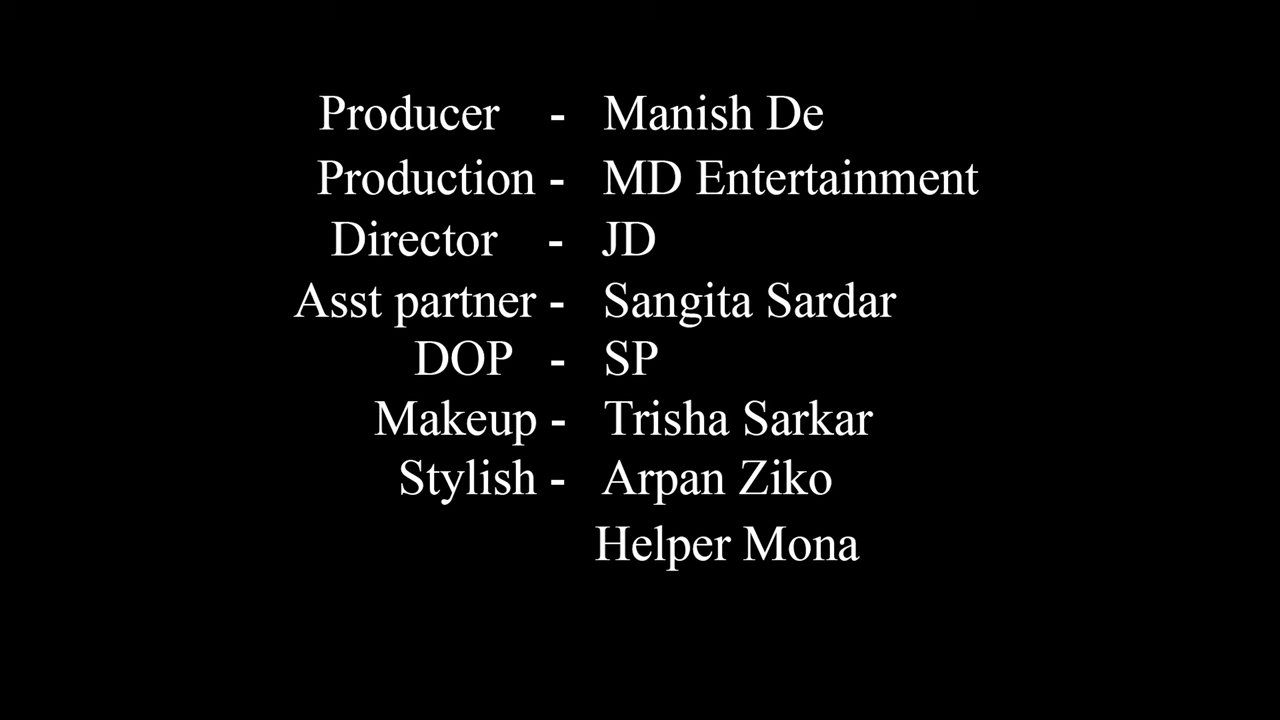 Producer - Manish De
Production - MD Entertainment
Director - JD
Asst partner - Sangita Sardar
DOP - SP
Makeup - Trisha Sarkar
Stylish - Arpan Ziko
Helper Mona